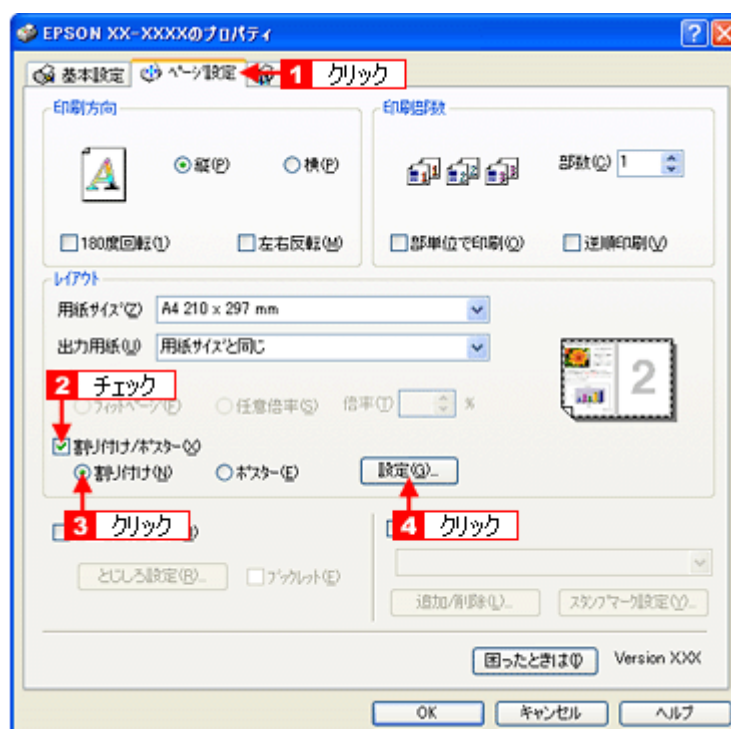 EPSON XX-XXXXのプロパティ
基本設定 ページ設定
1 クリック
印刷方向
縦(P) 横(P)
180度回転(1) 左右反転(M)
印刷部数
部数(C) 1
部単位で印刷(O) 逆順印刷(V)
レイアウト
用紙サイズ(Z) A4 210 x 297 mm
出力用紙(U) 用紙サイズと同じ
2 チェック
フィットページ(F) 任意倍率(S) 倍率(T) %
割り付け/ポスター(X)
割り付け(N) ポスター(E) 設定(G)...
2
3 クリック
4 クリック
とじしろ設定(R)... ブックレット(E)
追加/削除(L)... スタンプマーク設定(Y)...
困ったときは(I) Version X.XX
OK キャンセル ヘルプ